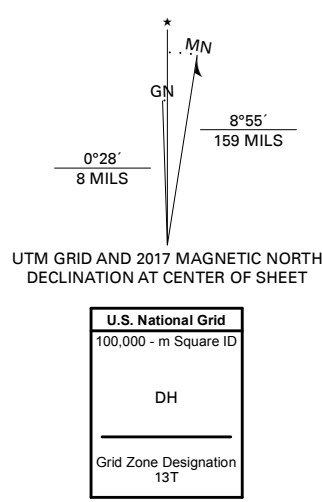 MN
GN
8°55´
159 MILS
0°28´
8 MILS
UTM GRID AND 2017 MAGNETIC NORTH
DECLINATION AT CENTER OF SHEET
U.S. National Grid
100,000 - m Square ID
DH
Grid Zone Designation
13T